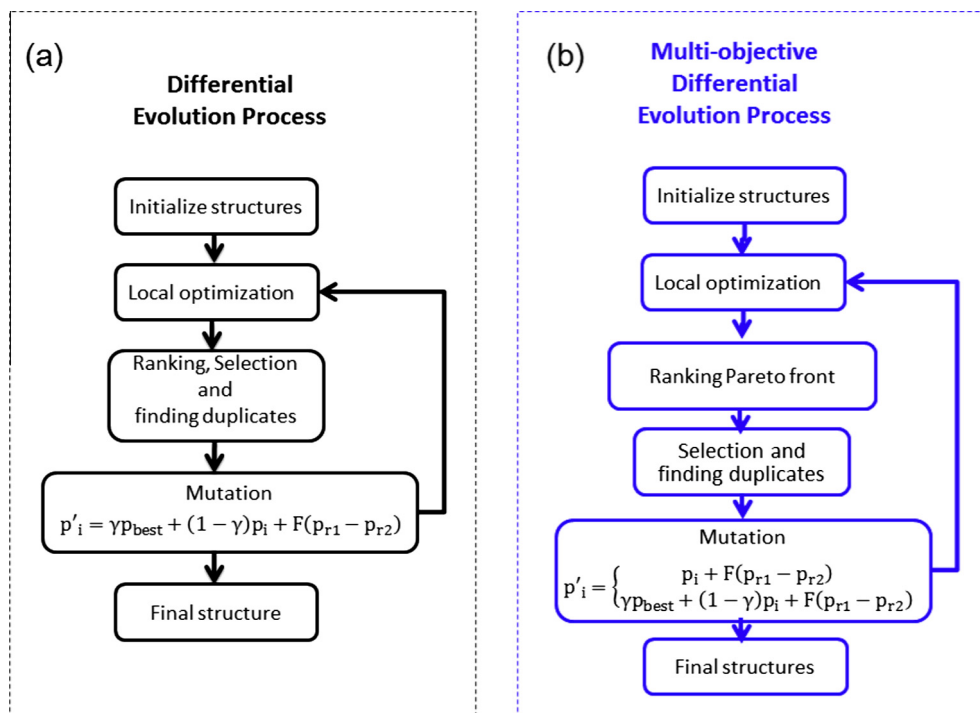 (a)
Differential
Evolution Process
Initialize structures
Local optimization
Ranking, Selection
and
finding duplicates
Mutation
p′ᵢ = γp_best + (1 − γ)pᵢ + F(p_r1 − p_r2)
Final structure
(b)
Multi-objective
Differential
Evolution Process
Initialize structures
Local optimization
Ranking Pareto front
Selection and
finding duplicates
Mutation
p′ᵢ = { pᵢ + F(p_r1 − p_r2)
γp_best + (1 − γ)pᵢ + F(p_r1 − p_r2)
Final structures